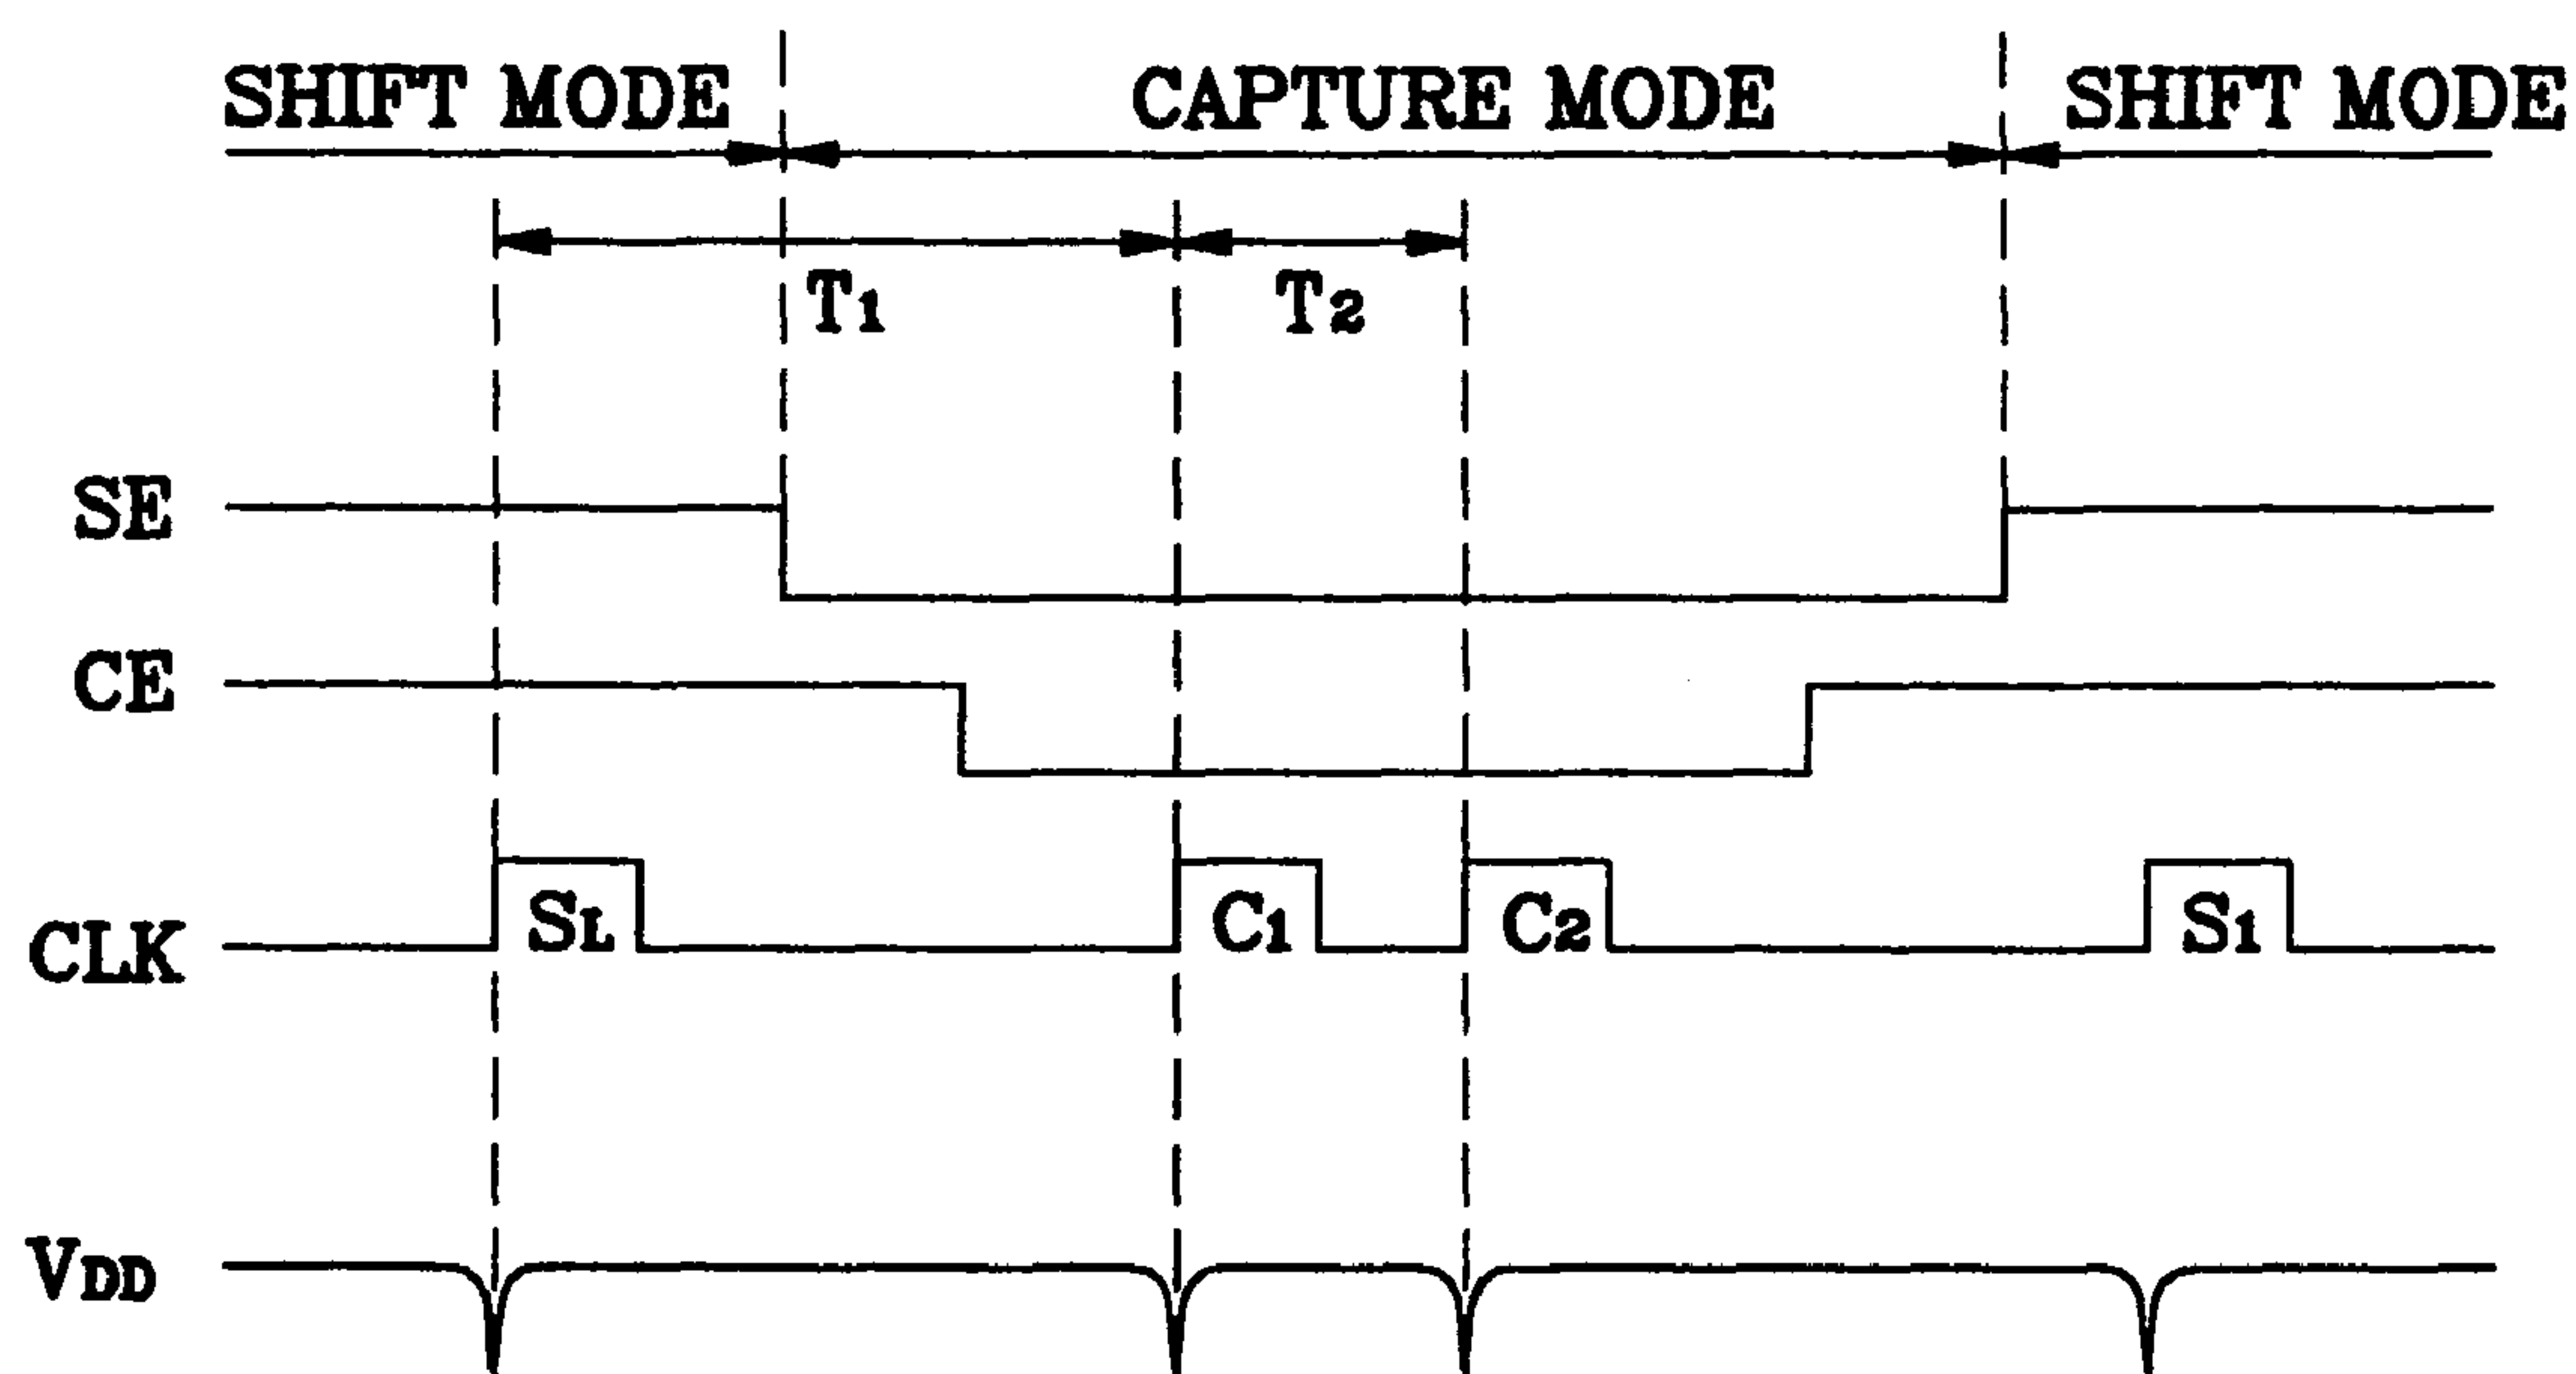 SHIFT MODE CAPTURE MODE SHIFT MODE
T1 T2
SE
CE
CLK SL C1 C2 S1
VDD